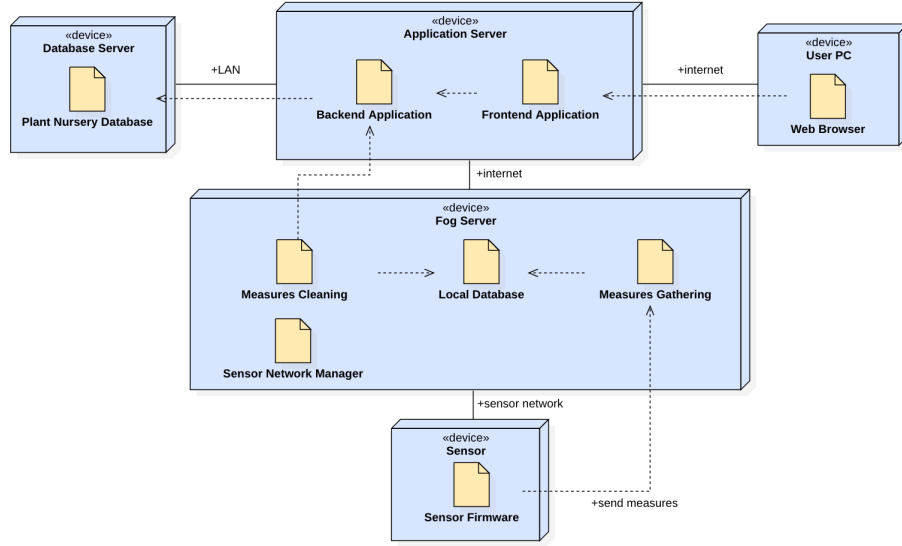 «device»
Database Server
Plant Nursery Database
+LAN
«device»
Application Server
Backend Application
Frontend Application
+internet
«device»
User PC
Web Browser
+internet
«device»
Fog Server
Measures Cleaning
Local Database
Measures Gathering
Sensor Network Manager
+sensor network
«device»
Sensor
Sensor Firmware
+send measures